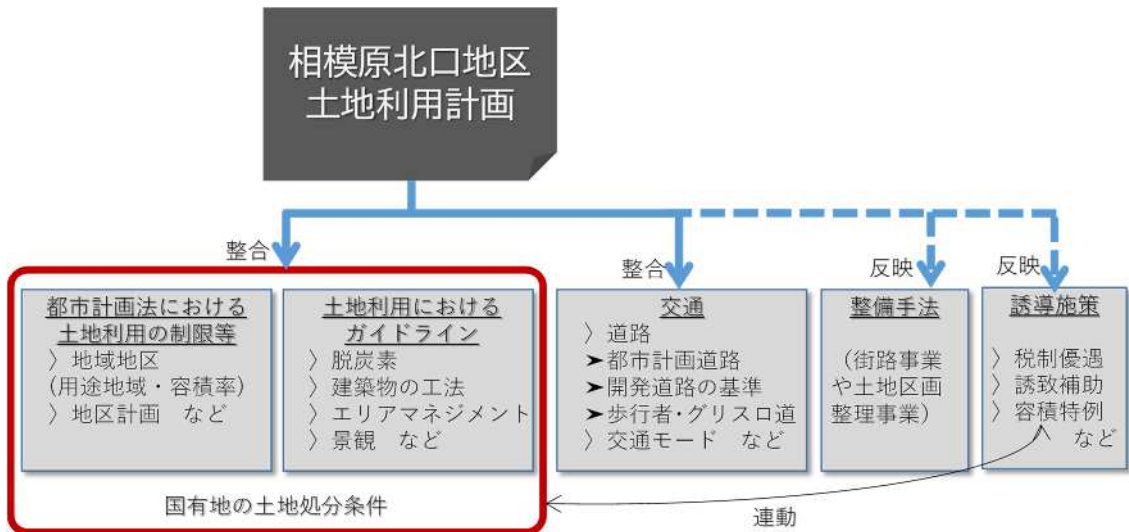 相模原北口地区
土地利用計画
整合
整合
反映
反映
都市計画法における
土地利用の制限等
〉地域地区
(用途地域・容積率)
〉地区計画　など
土地利用における
ガイドライン
〉脱炭素
〉建築物の工法
〉エリアマネジメント
〉景観　など
交通
〉道路
➤都市計画道路
➤開発道路の基準
➤歩行者・グリスロ道
〉交通モード　など
整備手法
（街路事業
や土地区画
整理事業）
誘導施策
〉税制優遇
〉誘致補助
〉容積特例
など
国有地の土地処分条件
連動